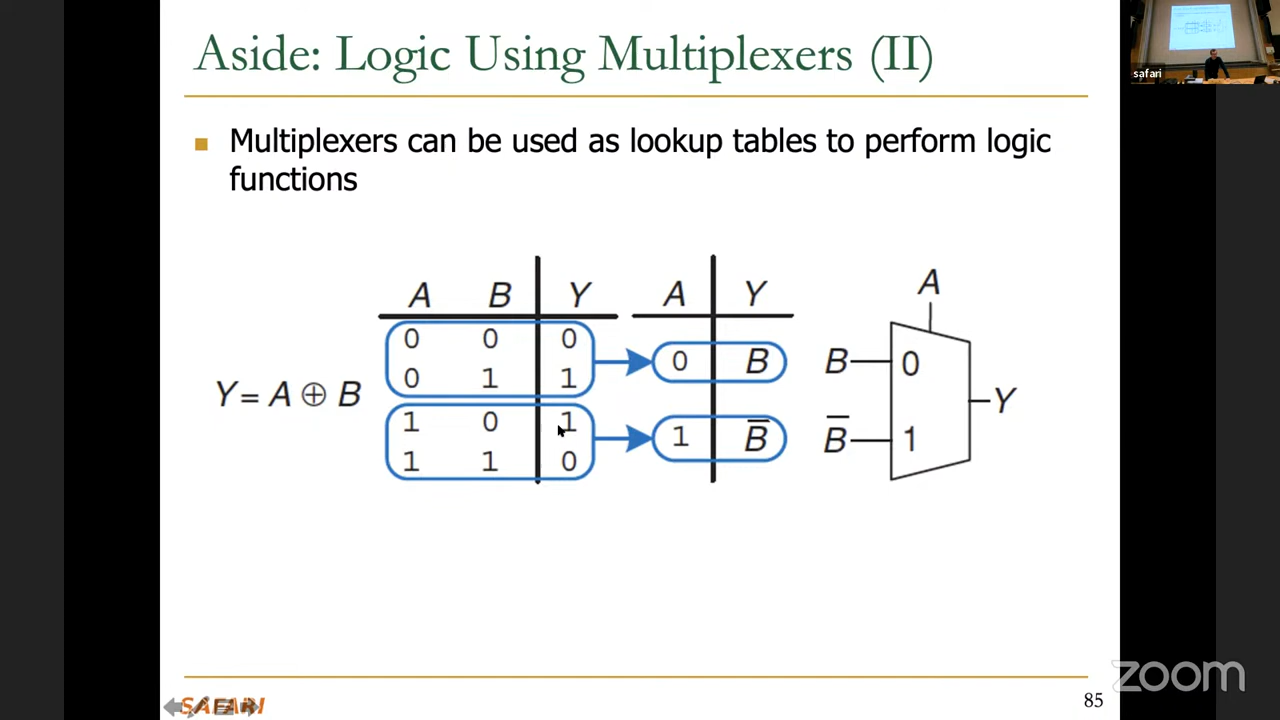 Aside: Logic Using Multiplexers (II)
safari
Multiplexers can be used as lookup tables to perform logic
functions
Y = A ⊕ B
A B Y
0 0 0
0 1 1
1 0 1
1 1 0
A Y
0 B
1 B̅
A
B 0
B̅ 1
Y
SAFARI
85
zoom